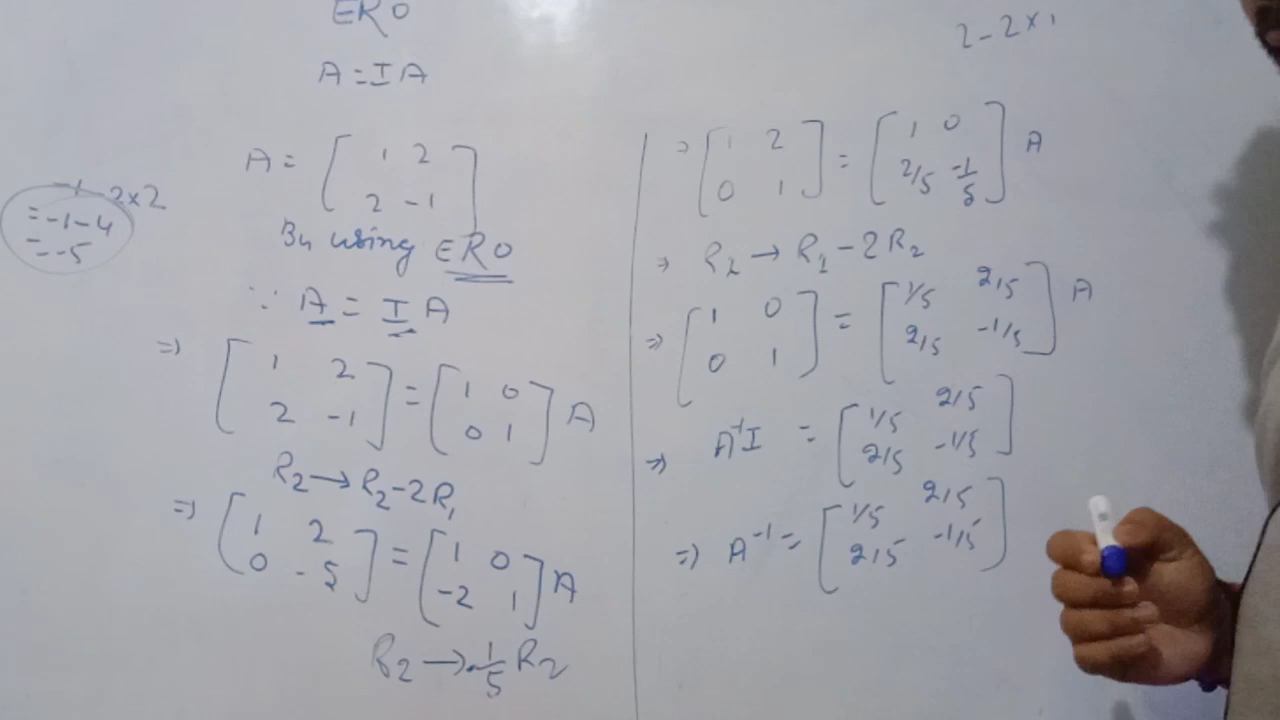 ERO
A = IA
A = [ 1 2
2 -1 ]
-1 -2×2
= -1-4
= -5
By using ERO
∵ A = I A
⇒ [ 1 2
2 -1 ] = [ 1 0
0 1 ] A
R2 → R2-2R1
⇒ [ 1 2
0 -5 ] = [ 1 0
-2 1 ] A
R2 → -1/5 R2
2-2×1
⇒ [ 1 2
0 1 ] = [ 1 0
2/5 -1/5 ] A
⇒ R2 → R1-2R2
⇒ [ 1 0
0 1 ] = [ 1/5 2/5
2/5 -1/5 ] A
⇒ A⁻¹I = [ 1/5 2/5
2/5 -1/5 ]
⇒ A⁻¹ = [ 1/5 2/5
2/5 -1/5 ]